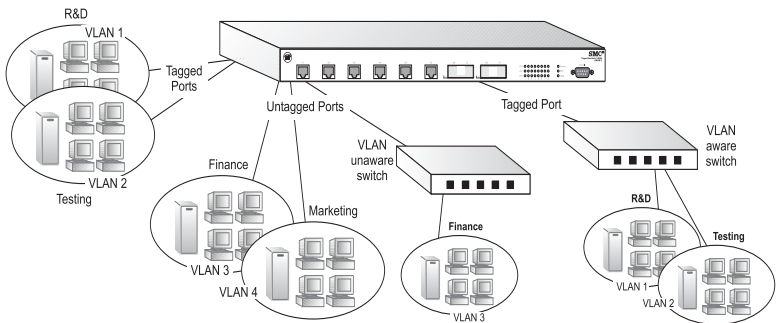 R&D
VLAN 1
Tagged
Ports
VLAN 2
Testing
SMC®
Untagged Ports
Tagged Port
VLAN
unaware
switch
VLAN
aware
switch
Finance
VLAN 3
Marketing
VLAN 4
Finance
VLAN 3
R&D
VLAN 1
Testing
VLAN 2